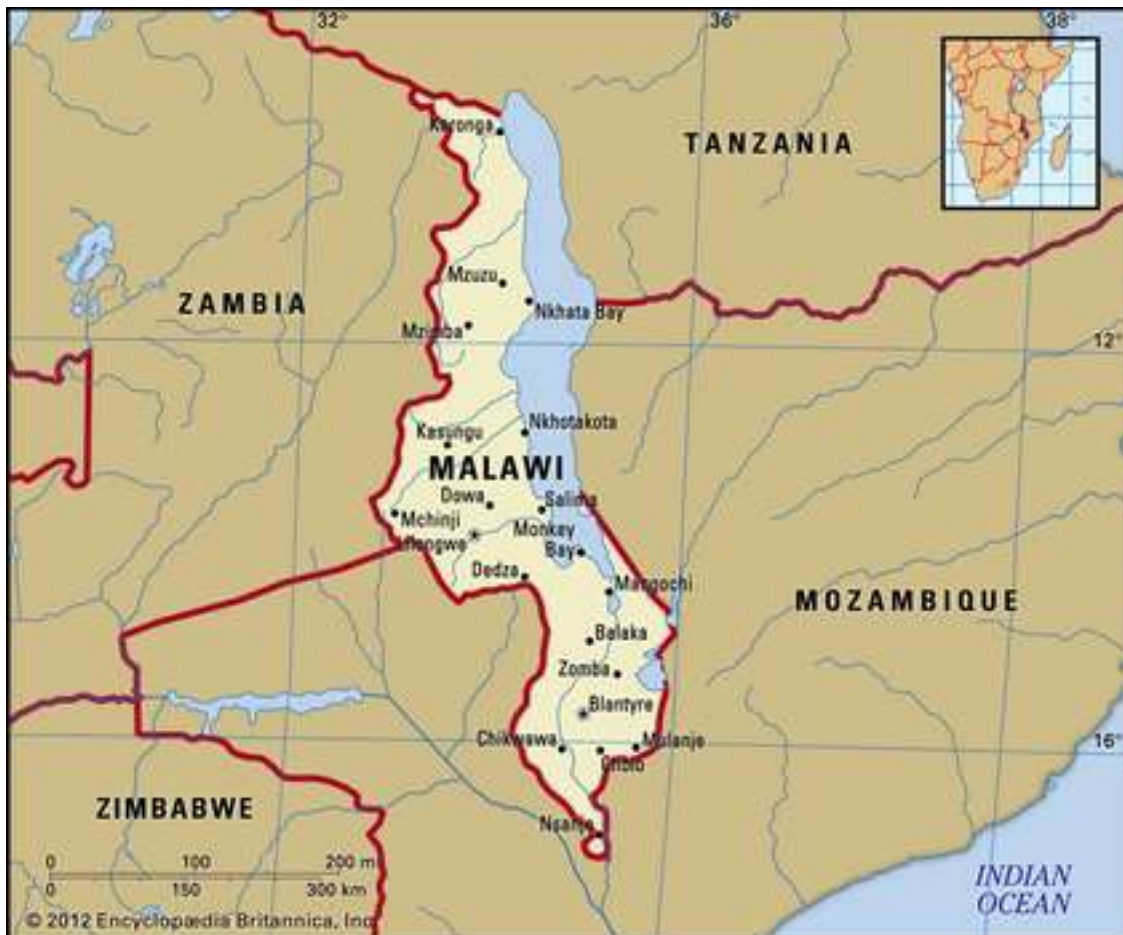 32°
36°
38°
Karonga
TANZANIA
Mzuzu
ZAMBIA
Nkhata Bay
Mzimba
12°
Nkhotakota
Kasungu
MALAWI
Dowa
Salima
Mchinji
Monkey
Bay
Lilongwe
Dedza
Mangochi
MOZAMBIQUE
Balaka
Zomba
Blantyre
Chikwawa
Mulanje
16°
ZIMBABWE
Nsanje
0 100 200 m
0 150 300 km
INDIAN
OCEAN
© 2012 Encyclopædia Britannica, Inc